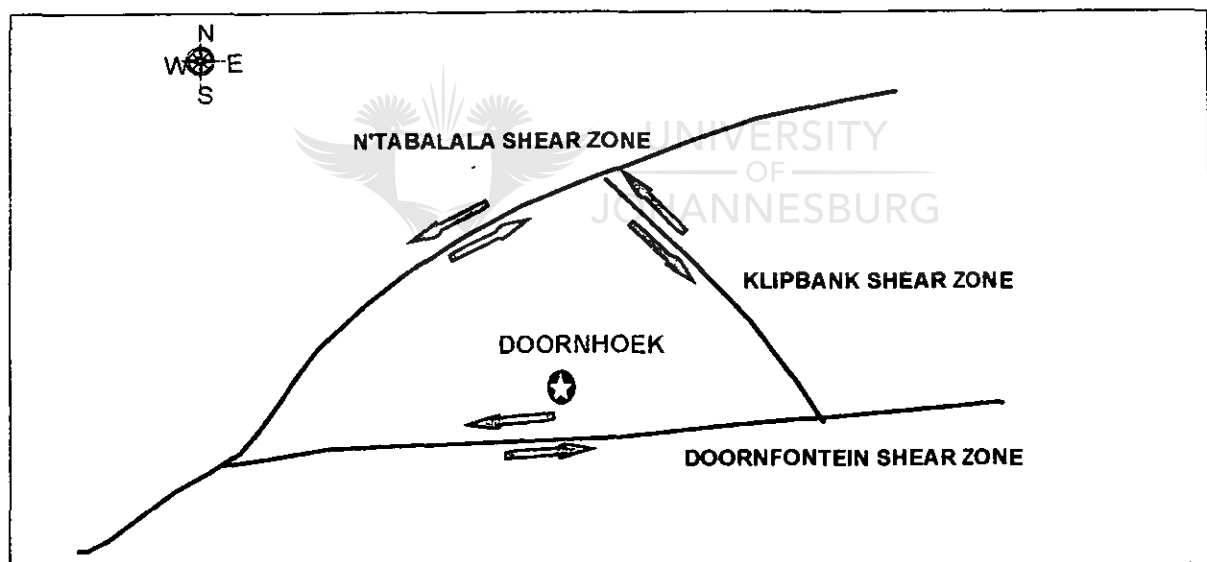 N
W E
S
N'TABALALA SHEAR ZONE
UNIVERSITY
OF
JOHANNESBURG
KLIPBANK SHEAR ZONE
DOORNHOEK
DOORNFONTEIN SHEAR ZONE